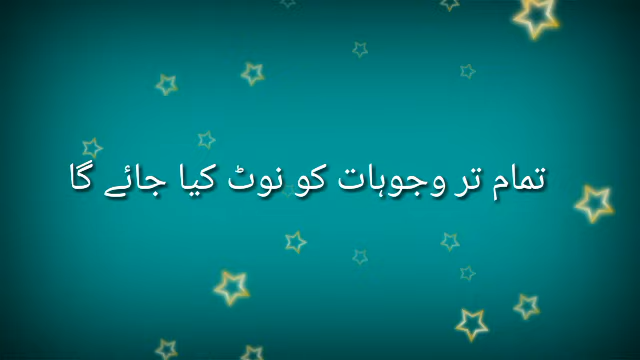 تمام تر وجوہات کو نوٹ کیا جائے گا